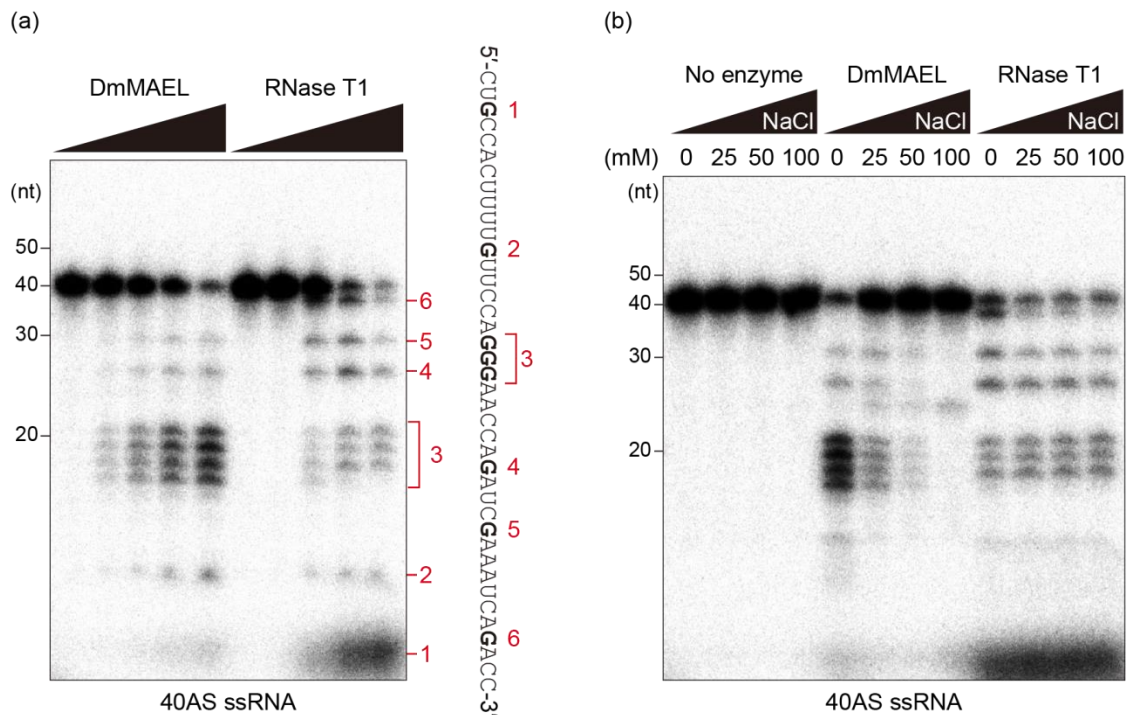 (a)
DmMAEL RNase T1
(nt)
50
40
30
20
6
5
4
3
2
1
40AS ssRNA
5′-CUGCCACUUUUGUUCCAGGGAACCAGAUCGAAAUCAGACC-3′
1
2
3
4
5
6
(b)
No enzyme DmMAEL RNase T1
NaCl NaCl NaCl
(mM) 0 25 50 100 0 25 50 100 0 25 50 100
(nt)
50
40
30
20
40AS ssRNA